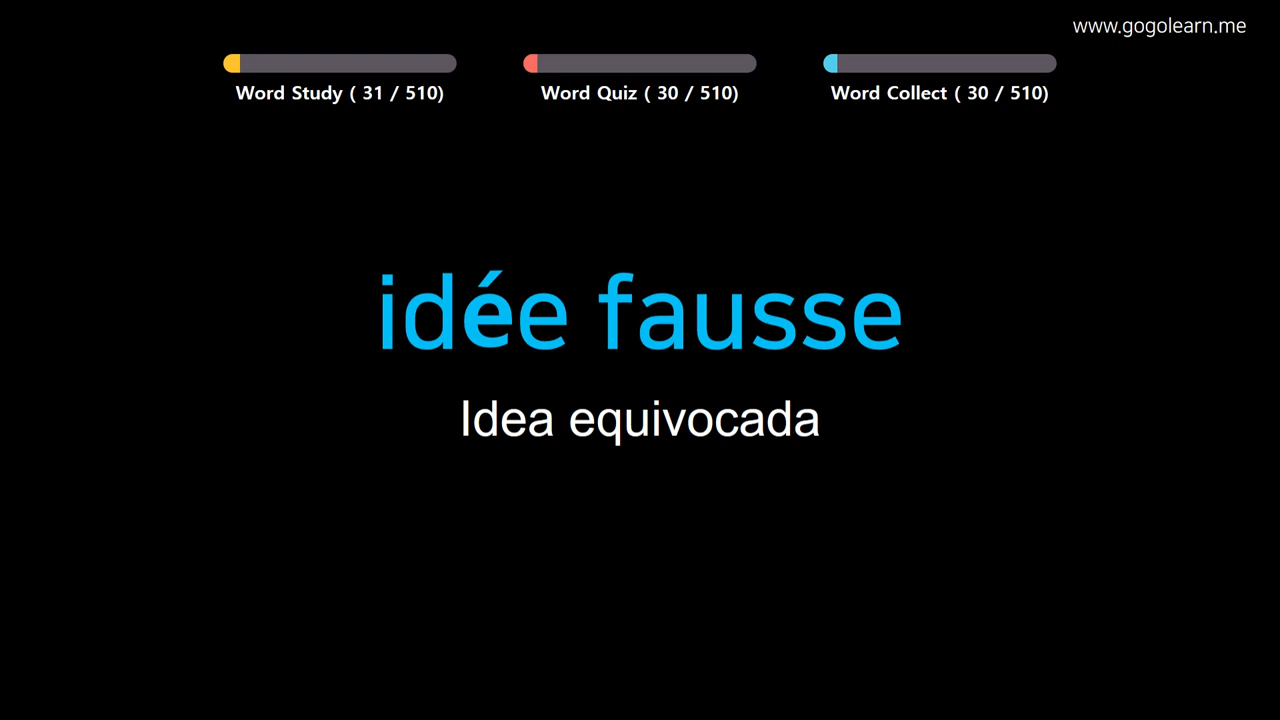 www.gogolearn.me
Word Study ( 31 / 510)
Word Quiz ( 30 / 510)
Word Collect ( 30 / 510)
idée fausse
Idea equivocada